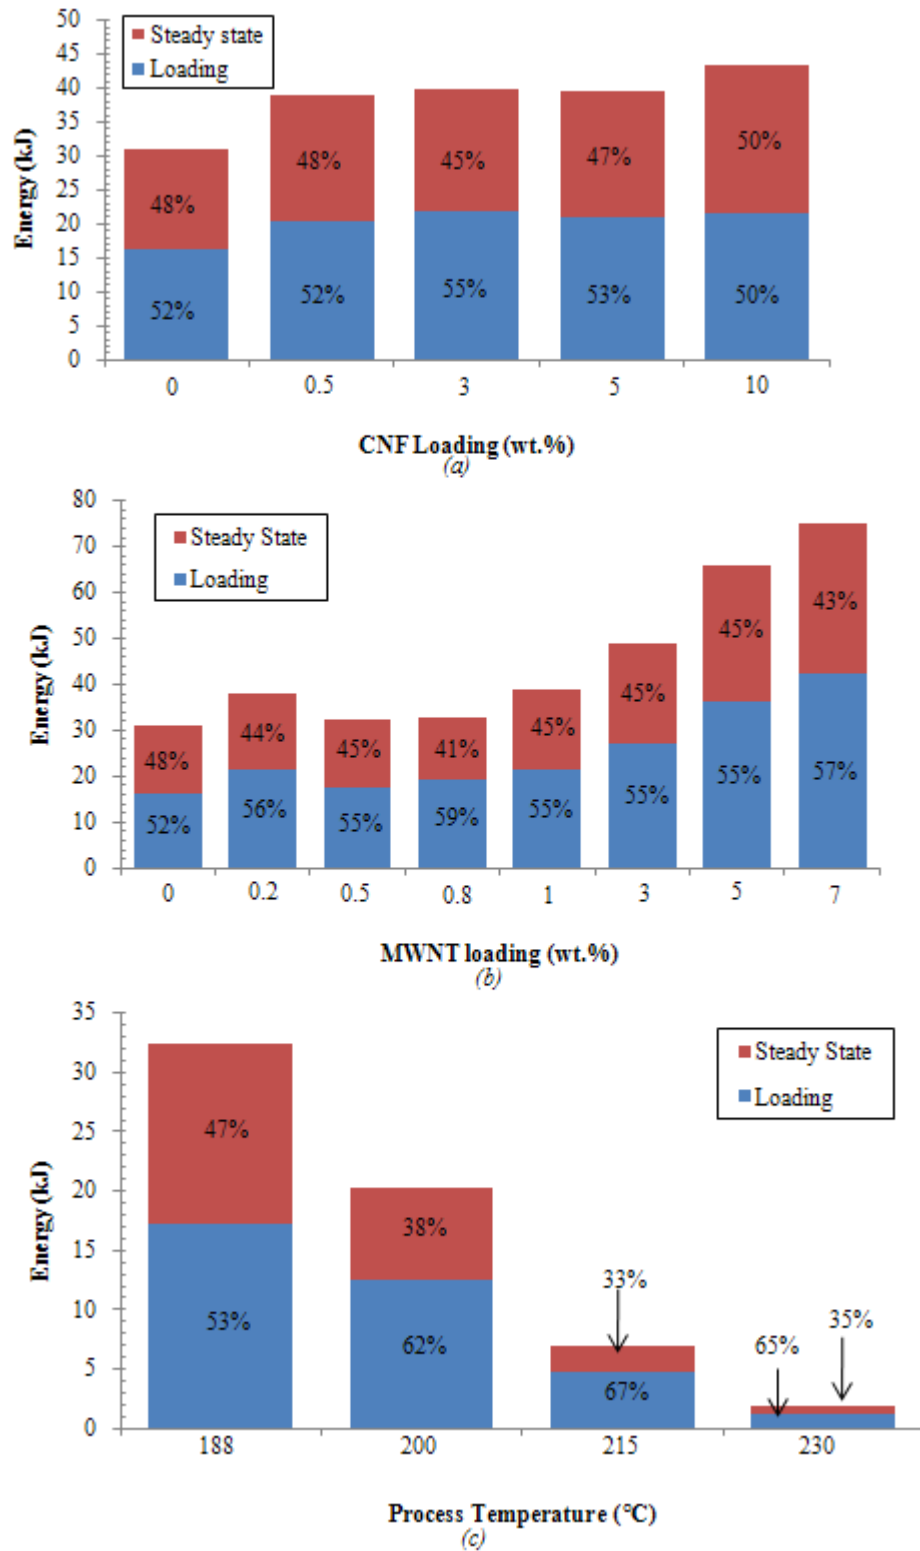 50
45
40
35
30
25
20
15
10
5
0
Energy (kJ)
Steady state
Loading
48% 48% 45% 47% 50%
52% 52% 55% 53% 50%
0 0.5 3 5 10
CNF Loading (wt.%)
(a)
80
70
60
50
40
30
20
10
0
Energy (kJ)
Steady State
Loading
48% 44% 45% 41% 45% 45% 45% 43%
52% 56% 55% 59% 55% 55% 55% 57%
0 0.2 0.5 0.8 1 3 5 7
MWNT loading (wt.%)
(b)
35
30
25
20
15
10
5
0
Energy (kJ)
Steady State
Loading
47% 38% 33% 35%
53% 62% 67% 65%
188 200 215 230
Process Temperature (°C)
(c)